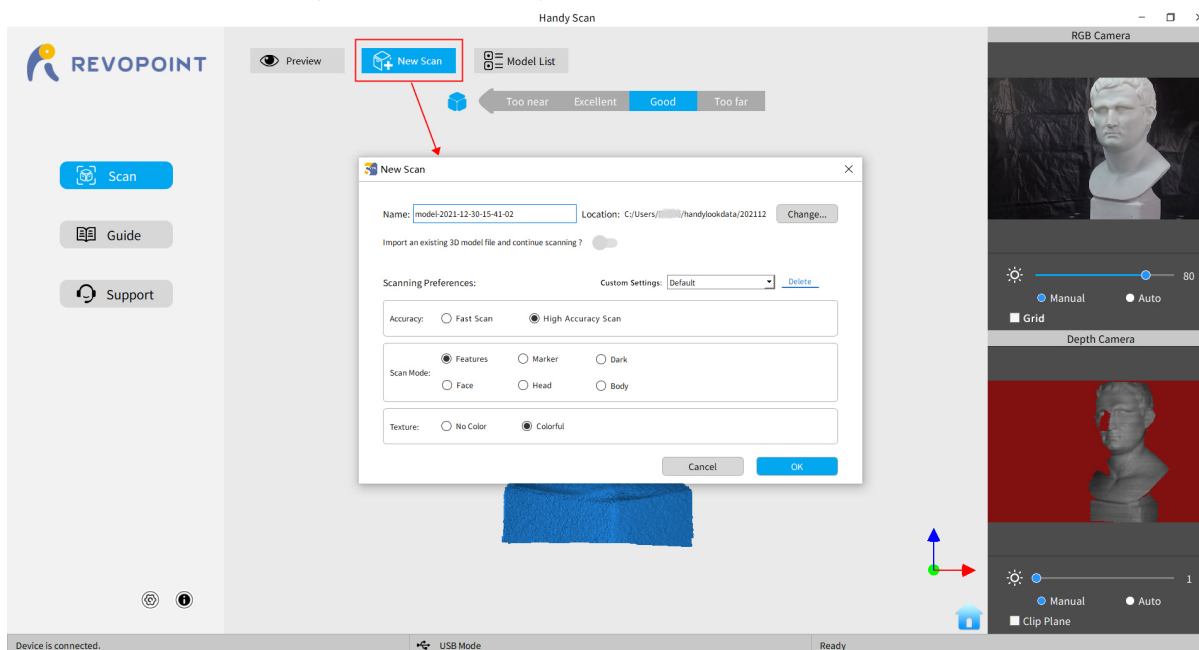 Handy Scan
REVOPOINT
Preview
New Scan
Model List
RGB Camera
Too near Excellent Good Too far
Scan
Guide
Support
New Scan
Name: model-2021-12-30-15-41-02 Location: C:/Users/ /handylookdata/202112 Change...
Import an existing 3D model file and continue scanning ?
Scanning Preferences: Custom Settings: Default Delete
Accuracy: Fast Scan High Accuracy Scan
Features Marker Dark
Scan Mode:
Face Head Body
Texture: No Color Colorful
Cancel OK
80
Manual Auto
Grid
Depth Camera
1
Manual Auto
Clip Plane
Device is connected. USB Mode Ready